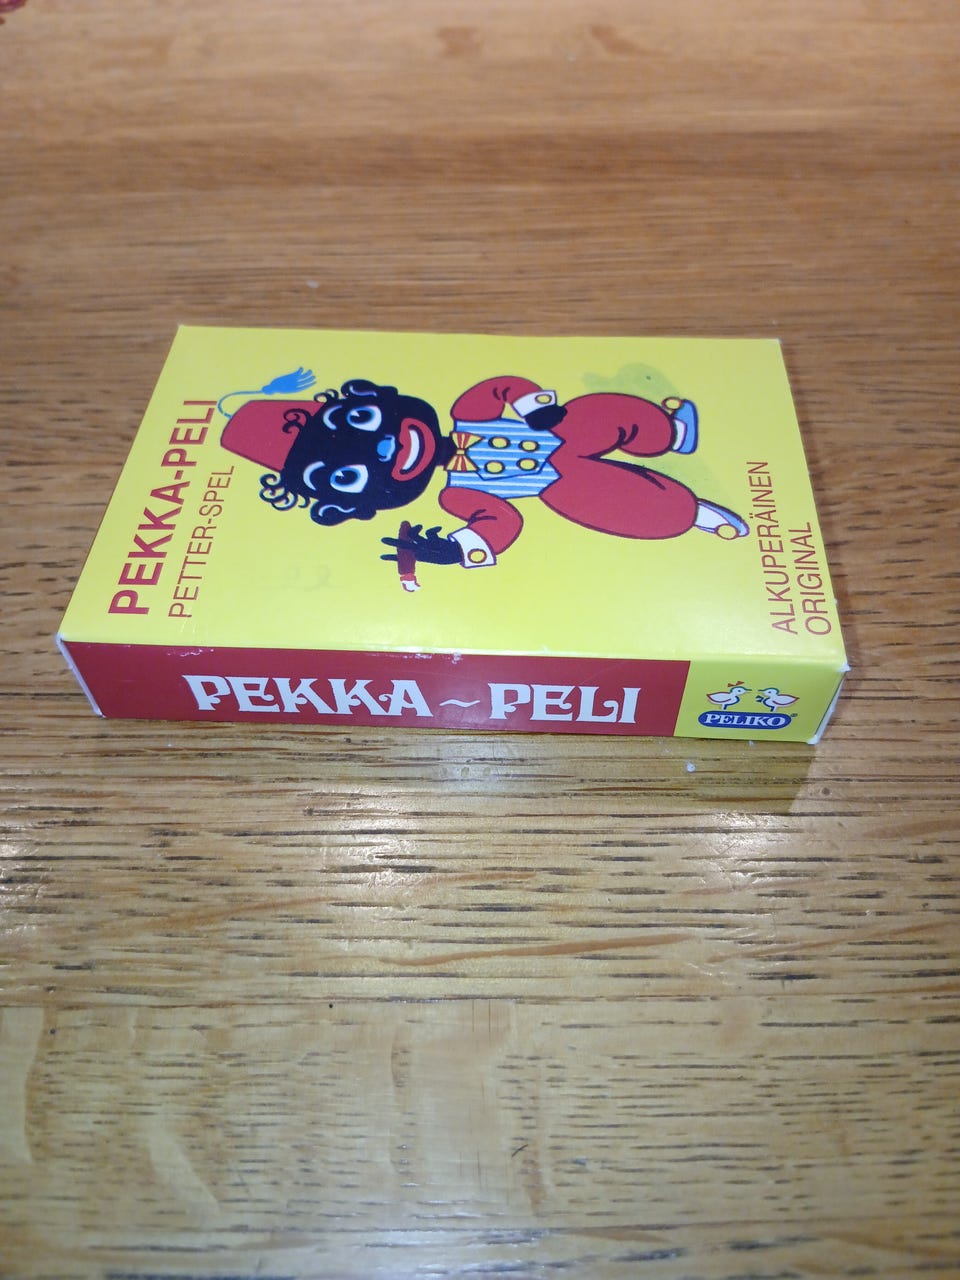 PEKKA-PELI
PETTER-SPEL
ALKUPERÄINEN
ORIGINAL
PEKKA~PELI
PELIKO®